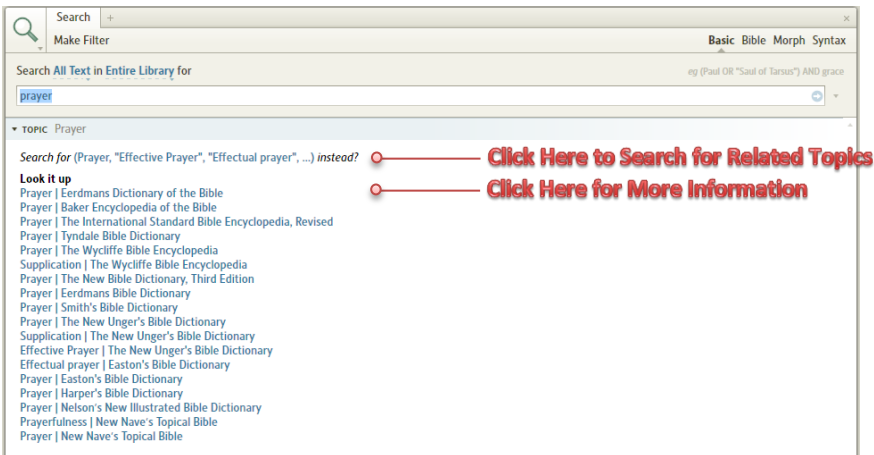 Search
Make Filter
Basic Bible Morph Syntax
Search All Text in Entire Library for
eg (Paul OR "Saul of Tarsus") AND grace
prayer
TOPIC Prayer
Search for (Prayer, "Effective Prayer", "Effectual prayer", ...) instead?
Click Here to Search for Related Topics
Look it up
Prayer | Eerdmans Dictionary of the Bible
Click Here for More Information
Prayer | Baker Encyclopedia of the Bible
Prayer | The International Standard Bible Encyclopedia, Revised
Prayer | Tyndale Bible Dictionary
Prayer | The Wycliffe Bible Encyclopedia
Supplication | The Wycliffe Bible Encyclopedia
Prayer | The New Bible Dictionary, Third Edition
Prayer | Eerdmans Bible Dictionary
Prayer | Smith's Bible Dictionary
Prayer | The New Unger's Bible Dictionary
Supplication | The New Unger's Bible Dictionary
Effective Prayer | The New Unger's Bible Dictionary
Effectual prayer | Easton's Bible Dictionary
Prayer | Easton's Bible Dictionary
Prayer | Harper's Bible Dictionary
Prayer | Nelson's New Illustrated Bible Dictionary
Prayerfulness | New Nave's Topical Bible
Prayer | New Nave's Topical Bible